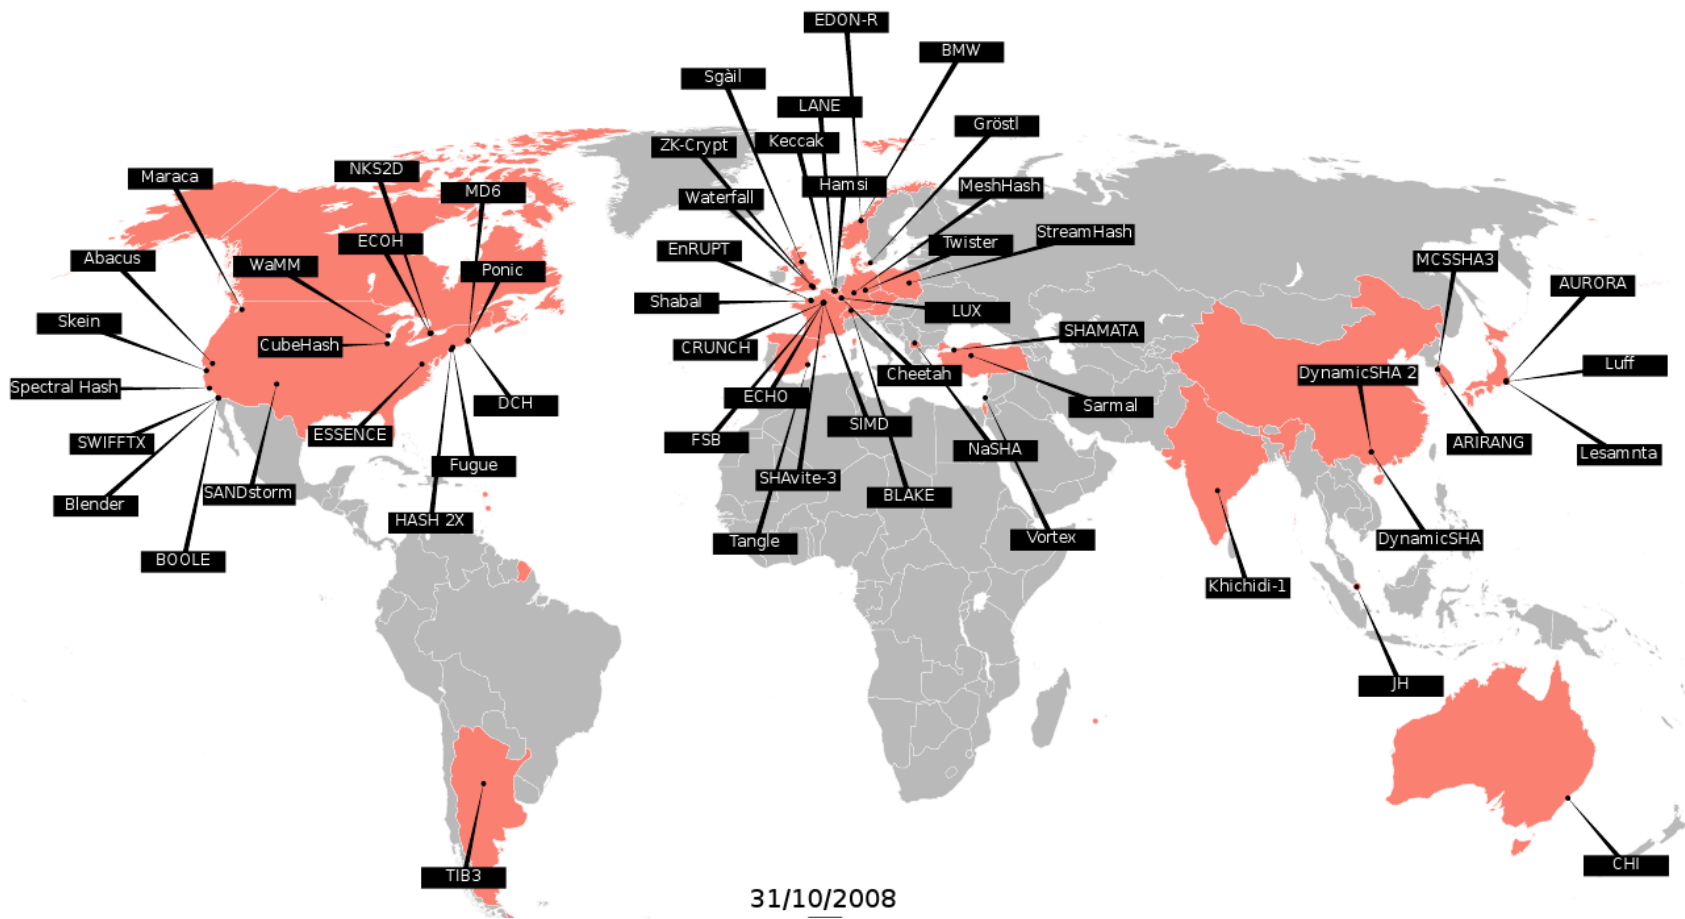 EDON-R
BMW
Sgàil
LANE
Gröstl
Keccak
ZK-Crypt
NKS2D
Maraca
MD6
Hamsi
MeshHash
Waterfall
StreamHash
ECOH
Twister
EnRUPT
Abacus
WaMM
Ponic
MCSSHA3
AURORA
Shabal
LUX
Skein
SHAMATA
CubeHash
CRUNCH
Luff
Cheetah
DynamicSHA 2
Spectral Hash
ECHO
DCH
Sarmal
SIMD
ESSENCE
FSB
SWIFFTX
ARIRANG
NaSHA
Lesamnta
Fugue
SHAvite-3
SANDstorm
BLAKE
Blender
HASH 2X
Tangle
Vortex
DynamicSHA
BOOLE
Khichidi-1
JH
CHI
TIB3
31/10/2008